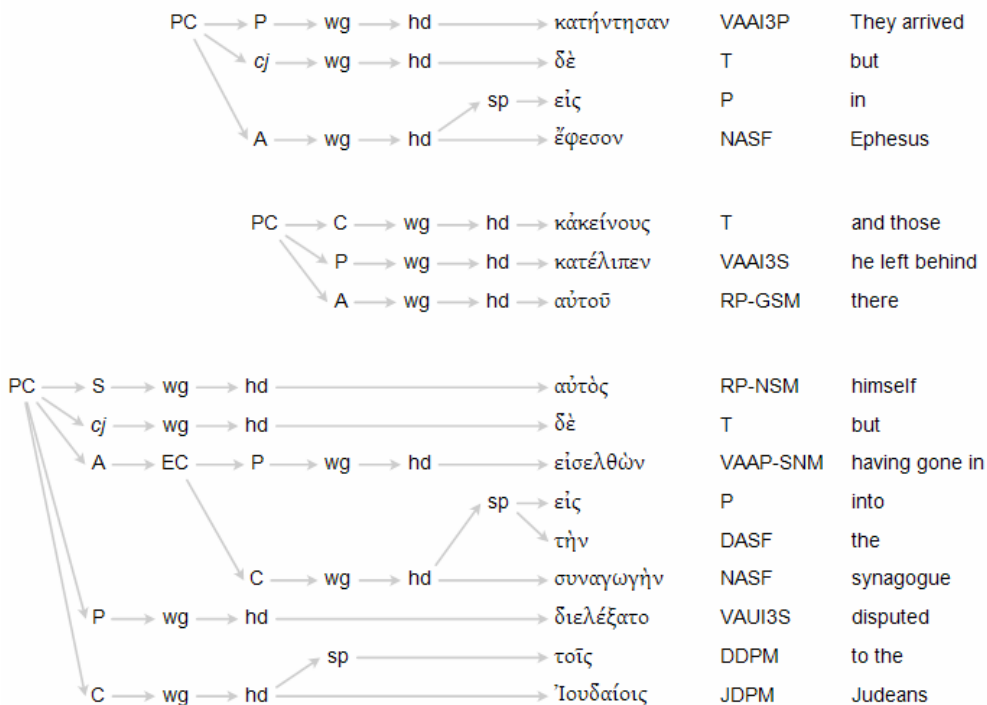 PC P wg hd κατήντησαν VAAI3P They arrived
cj wg hd δὲ T but
sp εἰς P in
A wg hd ἔφεσον NASF Ephesus
PC C wg hd κἀκείνους T and those
P wg hd κατέλιπεν VAAI3S he left behind
A wg hd αὐτοῦ RP-GSM there
PC S wg hd αὐτὸς RP-NSM himself
cj wg hd δὲ T but
A EC P wg hd εἰσελθὼν VAAP-SNM having gone in
sp εἰς P into
τὴν DASF the
C wg hd συναγωγὴν NASF synagogue
P wg hd διελέξατο VAUI3S disputed
sp τοῖς DDPM to the
C wg hd Ἰουδαίοις JDPM Judeans